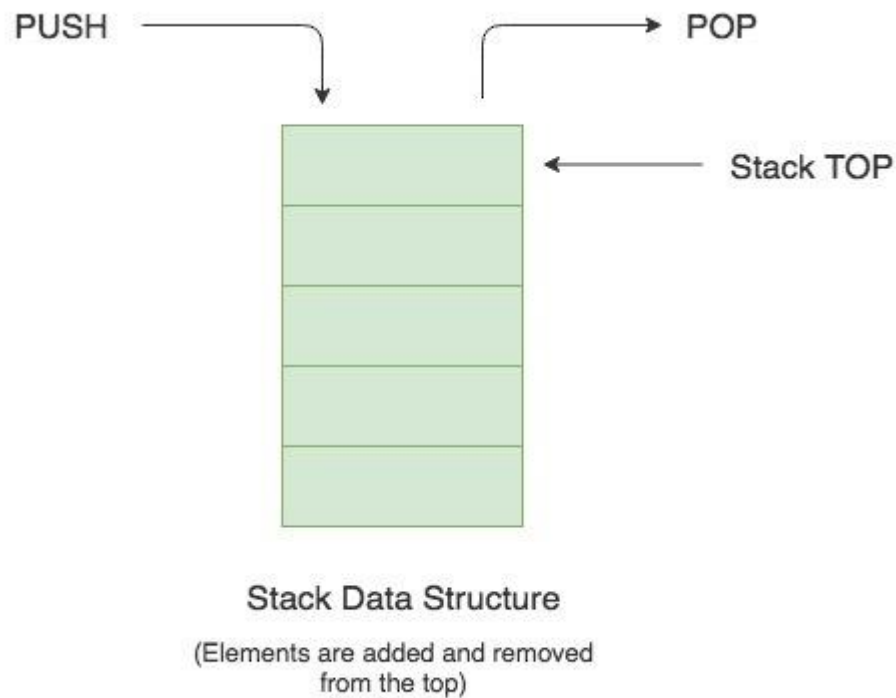 PUSH
POP
Stack TOP
Stack Data Structure
(Elements are added and removed
from the top)